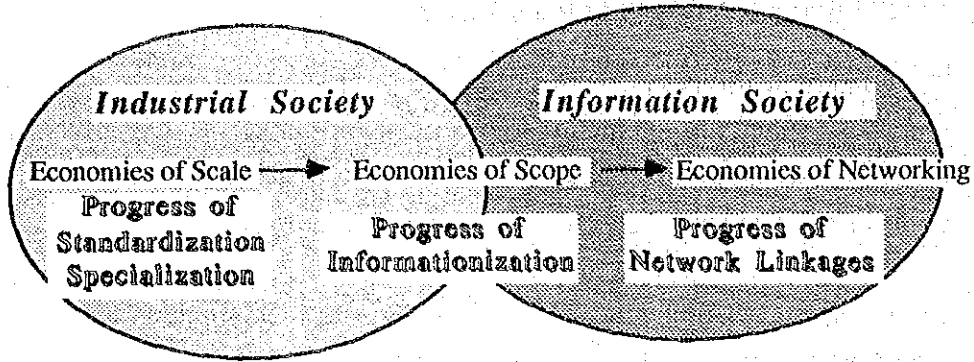 Industrial Society
Information Society
Economies of Scale
Economies of Scope
Economies of Networking
Progress of
Standardization
Specialization
Progress of
Informationization
Progress of
Network Linkages